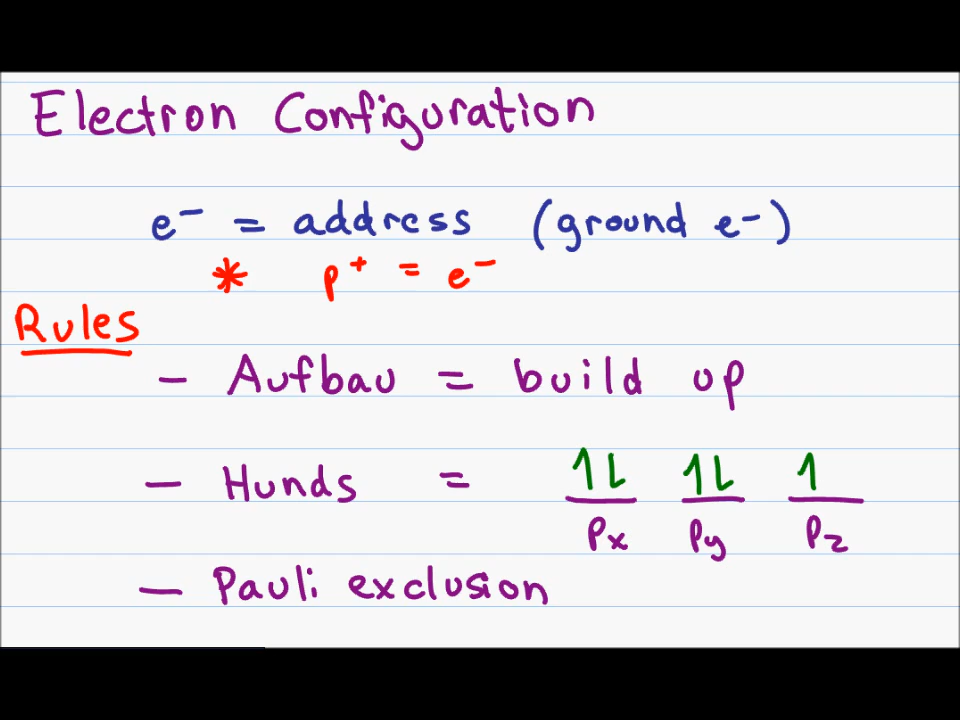 Electron Configuration
e⁻ = address (ground e⁻)
* p⁺ = e⁻
Rules
- Aufbau = build up
- Hunds = 1L 1L 1
Px Py Pz
- Pauli exclusion